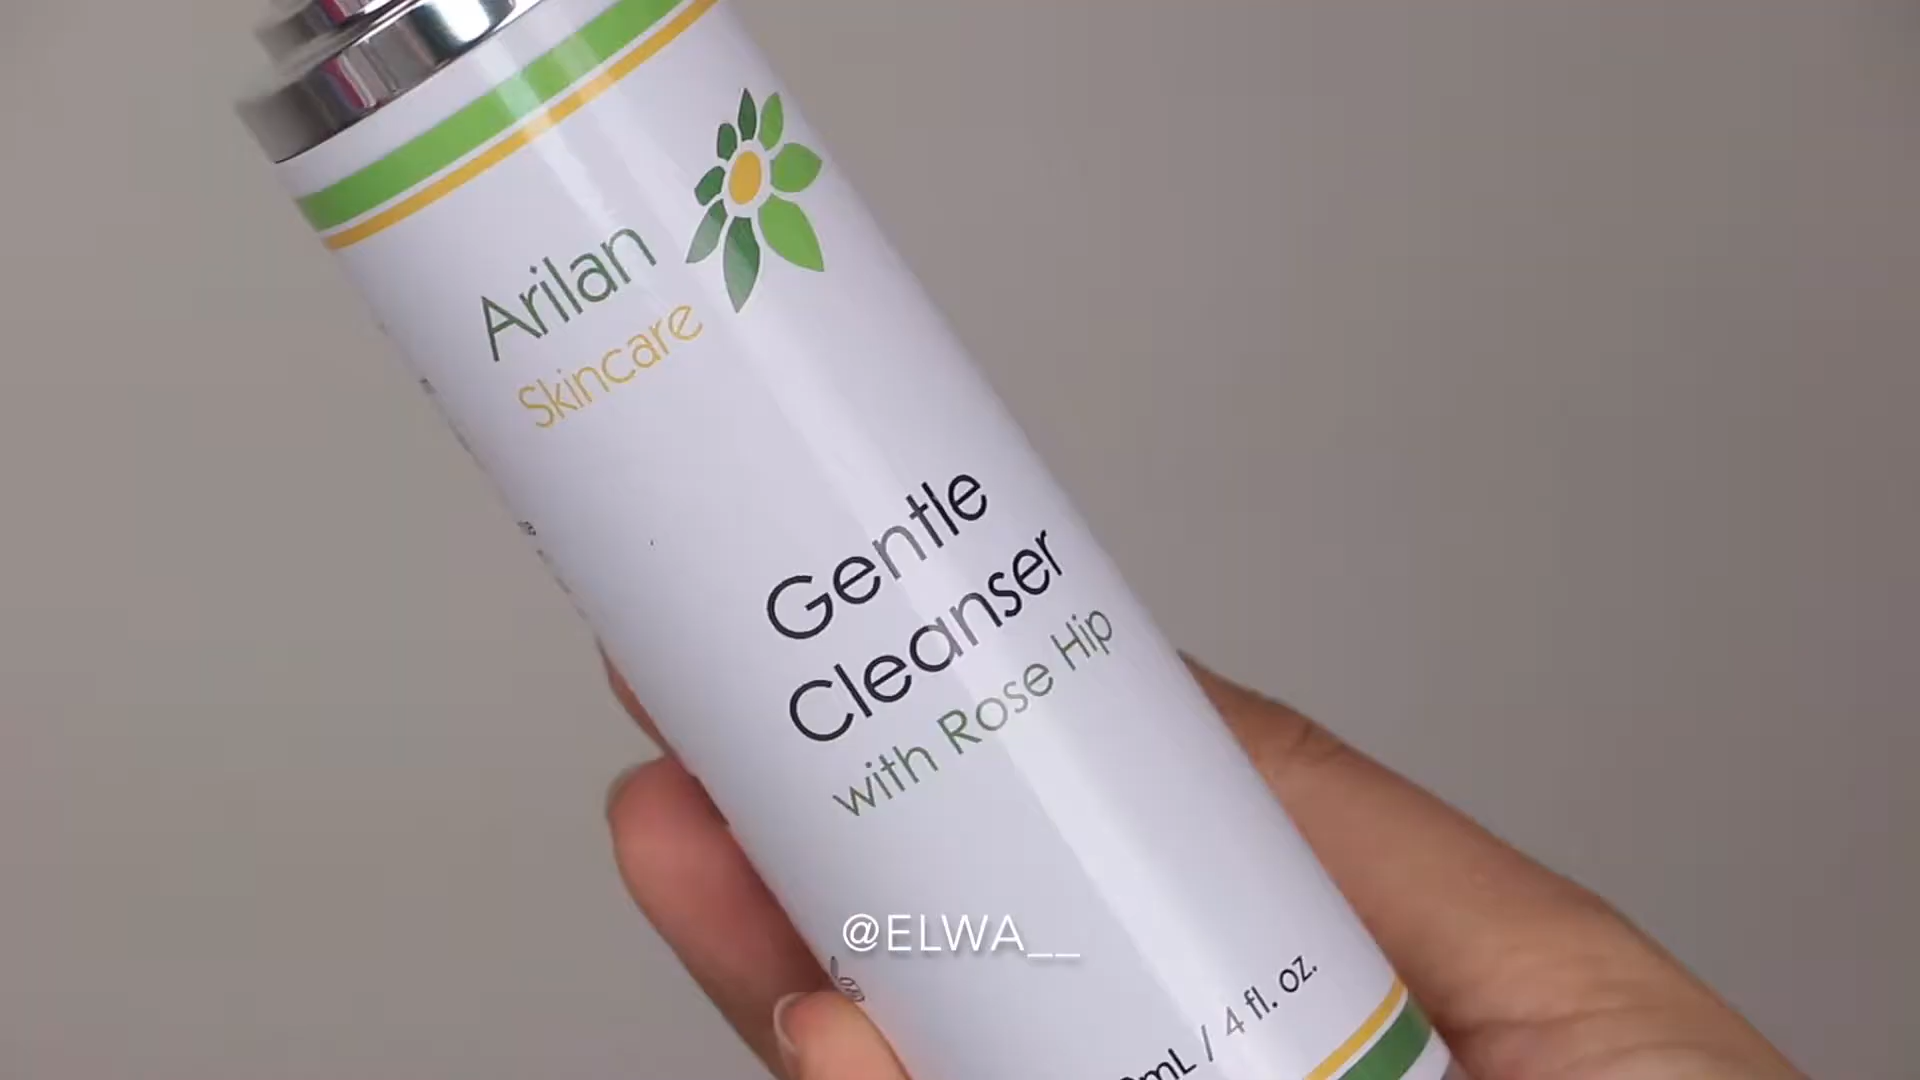 Arilan
Skincare
Gentle
Cleanser
with Rose Hip
@ELWA__
mL / 4 fl. oz.